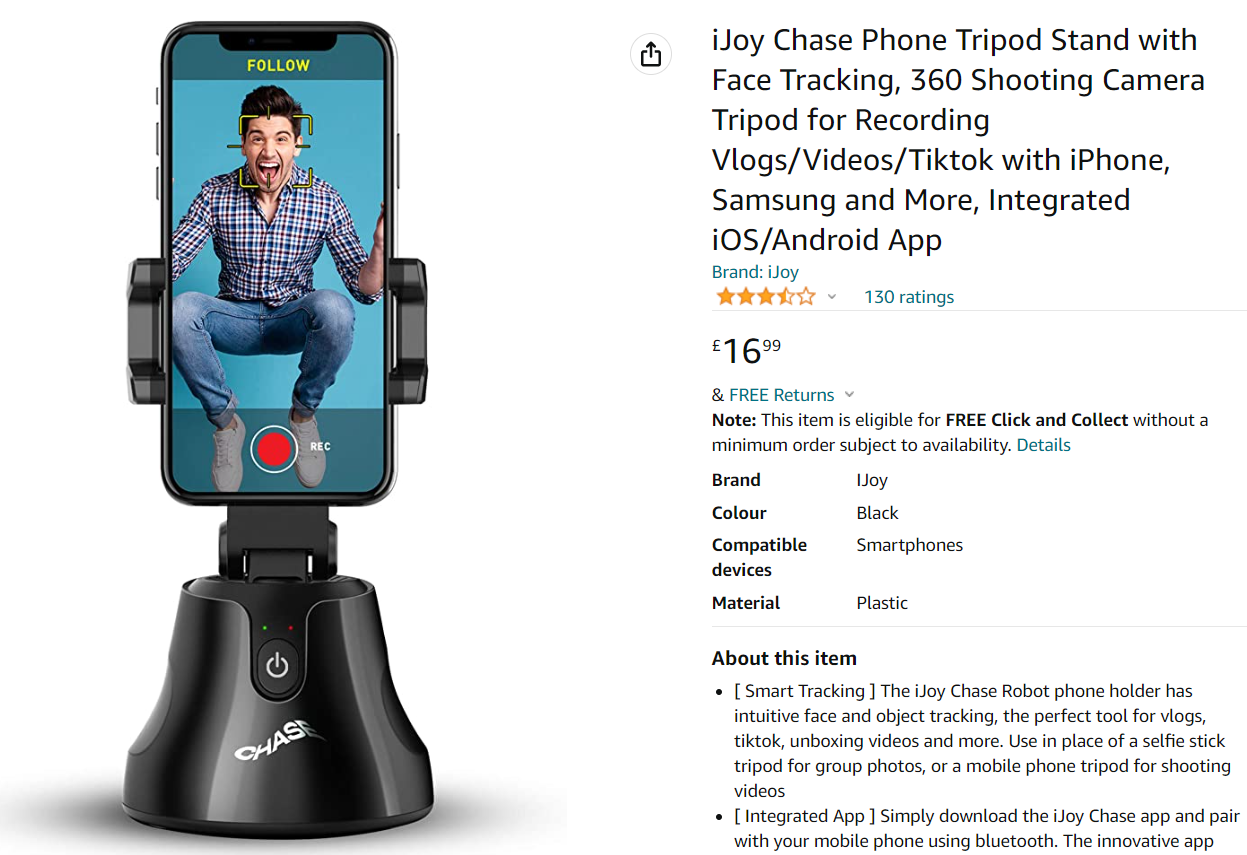 FOLLOW
REC
CHASE
iJoy Chase Phone Tripod Stand with
Face Tracking, 360 Shooting Camera
Tripod for Recording
Vlogs/Videos/Tiktok with iPhone,
Samsung and More, Integrated
iOS/Android App
Brand: iJoy
130 ratings
£16.99
& FREE Returns
Note: This item is eligible for FREE Click and Collect without a
minimum order subject to availability. Details
Brand IJoy
Colour Black
Compatible Smartphones
devices
Material Plastic
About this item
• [ Smart Tracking ] The iJoy Chase Robot phone holder has
intuitive face and object tracking, the perfect tool for vlogs,
tiktok, unboxing videos and more. Use in place of a selfie stick
tripod for group photos, or a mobile phone tripod for shooting
videos
• [ Integrated App ] Simply download the iJoy Chase app and pair
with your mobile phone using bluetooth. The innovative app